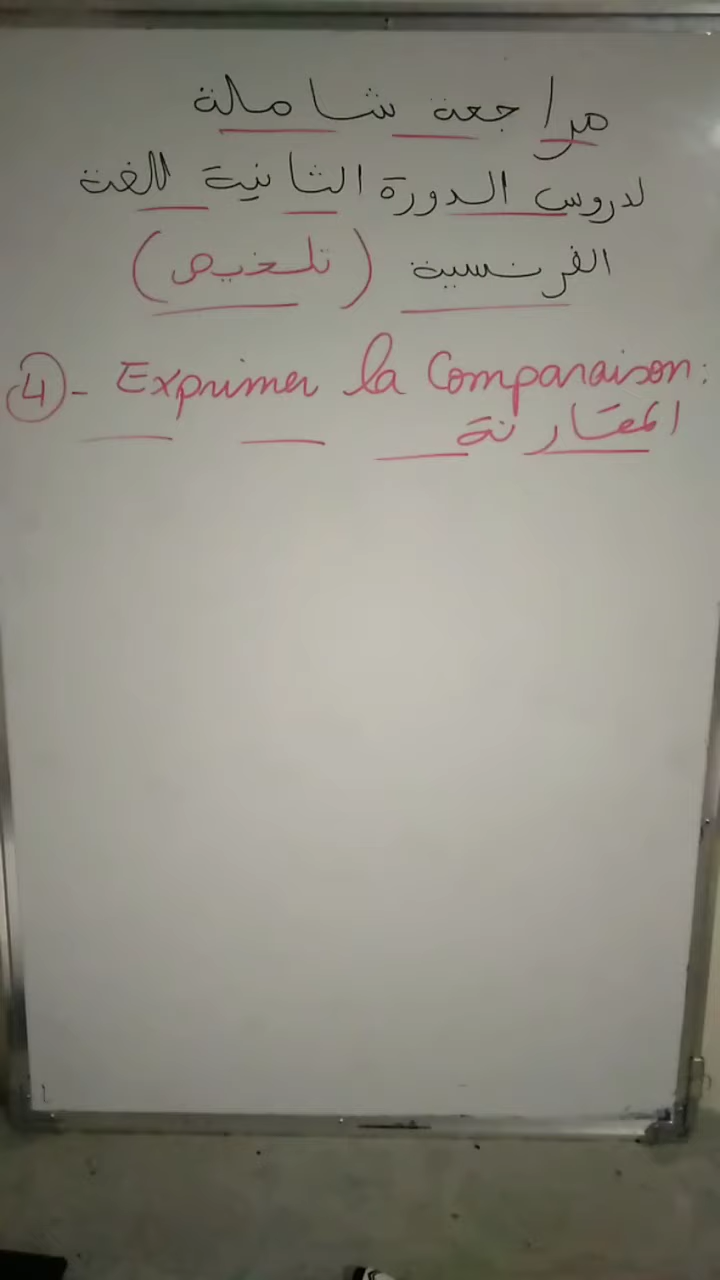 مراجعة شاملة
لدروس الدورة الثانية للغة
الفرنسية (تلخيص)
4 - Exprimer la Comparaison:
المقارنة